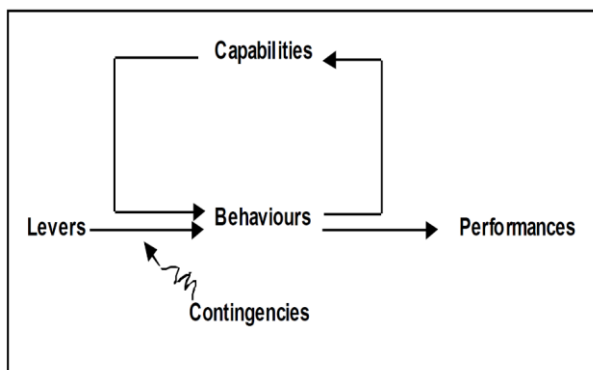 Capabilities
Levers
Behaviours
Performances
Contingencies